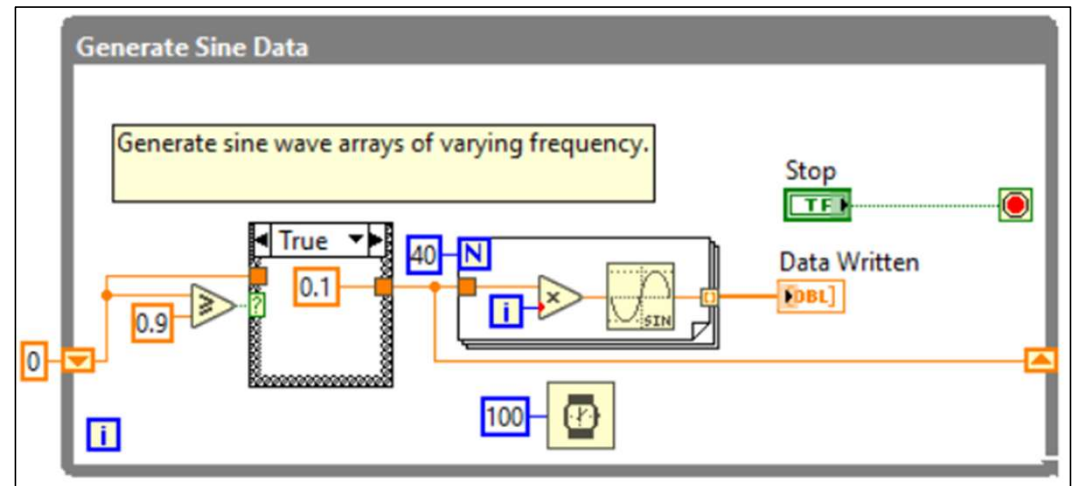 Generate Sine Data
Generate sine wave arrays of varying frequency.
Stop
TF
True
40
N
Data Written
0.1
DBL]
i
0.9
?
SIN
0
100
i